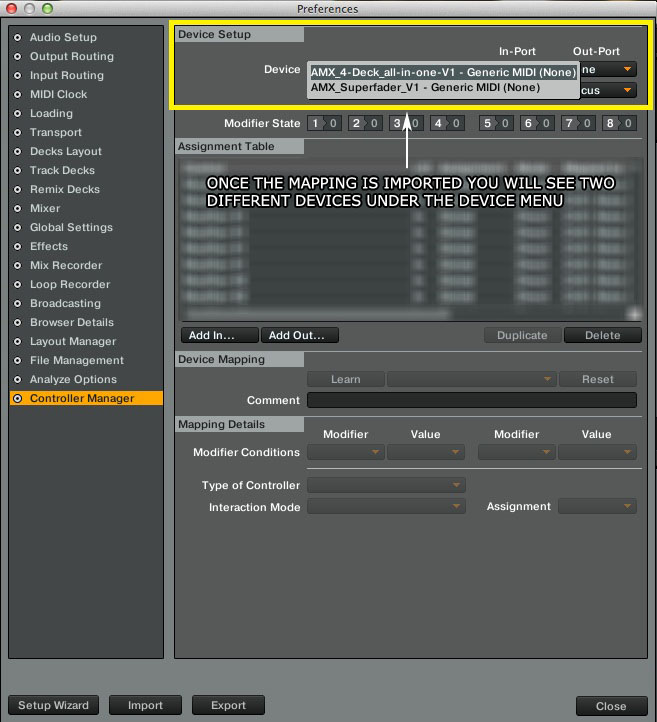 Preferences
Audio Setup
Output Routing
Input Routing
MIDI Clock
Loading
Transport
Decks Layout
Track Decks
Remix Decks
Mixer
Global Settings
Effects
Mix Recorder
Loop Recorder
Broadcasting
Browser Details
Layout Manager
File Management
Analyze Options
Controller Manager
Device Setup
In-Port Out-Port
Device
AMX_4-Deck_all-in-one-V1 - Generic MIDI (None) ne
AMX_Superfader_V1 - Generic MIDI (None) cus
Modifier State 1 0 2 0 3 0 4 0 5 0 6 0 7 0 8 0
Assignment Table
ONCE THE MAPPING IS IMPORTED YOU WILL SEE TWO
DIFFERENT DEVICES UNDER THE DEVICE MENU
Add In... Add Out... Duplicate Delete
Device Mapping
Learn Reset
Comment
Mapping Details
Modifier Value Modifier Value
Modifier Conditions
Type of Controller
Interaction Mode Assignment
Setup Wizard Import Export Close